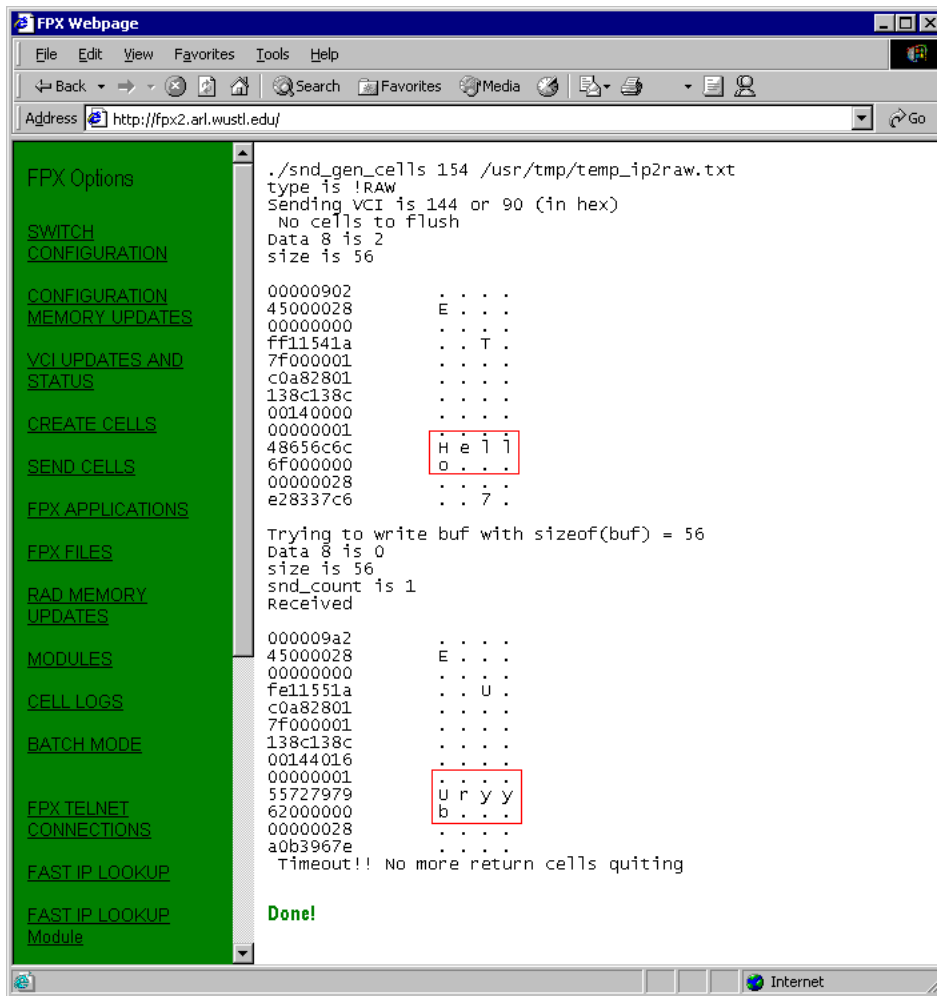 FPX Webpage
File Edit View Favorites Tools Help
Back Search Favorites Media
Address http://fpx2.arl.wustl.edu/ Go
FPX Options
SWITCH
CONFIGURATION
CONFIGURATION
MEMORY UPDATES
VCI UPDATES AND
STATUS
CREATE CELLS
SEND CELLS
FPX APPLICATIONS
FPX FILES
RAD MEMORY
UPDATES
MODULES
CELL LOGS
BATCH MODE
FPX TELNET
CONNECTIONS
FAST IP LOOKUP
FAST IP LOOKUP
Module
./snd_gen_cells 154 /usr/tmp/temp_ip2raw.txt
type is !RAW
Sending VCI is 144 or 90 (in hex)
No cells to flush
Data 8 is 2
size is 56
00000902 . . . .
45000028 E . . .
00000000 . . . .
ff11541a . . T .
7f000001 . . . .
c0a82801 . . . .
138c138c . . . .
00140000 . . . .
00000001 . . . .
48656c6c H e l l
6f000000 o . . .
00000028 . . . .
e28337c6 . . 7 .
Trying to write buf with sizeof(buf) = 56
Data 8 is 0
size is 56
snd_count is 1
Received
000009a2 . . . .
45000028 E . . .
00000000 . . . .
fe11551a . . U .
c0a82801 . . . .
7f000001 . . . .
138c138c . . . .
00144016 . . . .
00000001 . . . .
55727979 U r y y
62000000 b . . .
00000028 . . . .
a0b3967e . . . .
Timeout!! No more return cells quiting
Done!
Internet